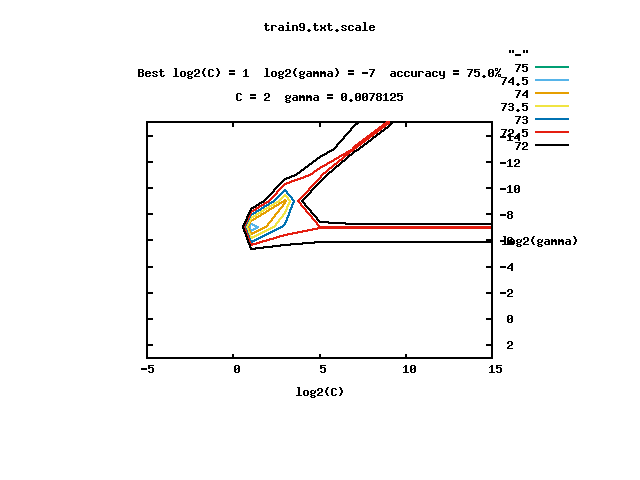 train9.txt.scale
"-"
Best log2(C) = 1  log2(gamma) = -7  accuracy = 75.0%
75
74.5
C = 2  gamma = 0.0078125
74
73.5
73
72.5
72
-14
-12
-10
-8
-6
log2(gamma)
-4
-2
0
2
-5 0 5 10 15
log2(C)